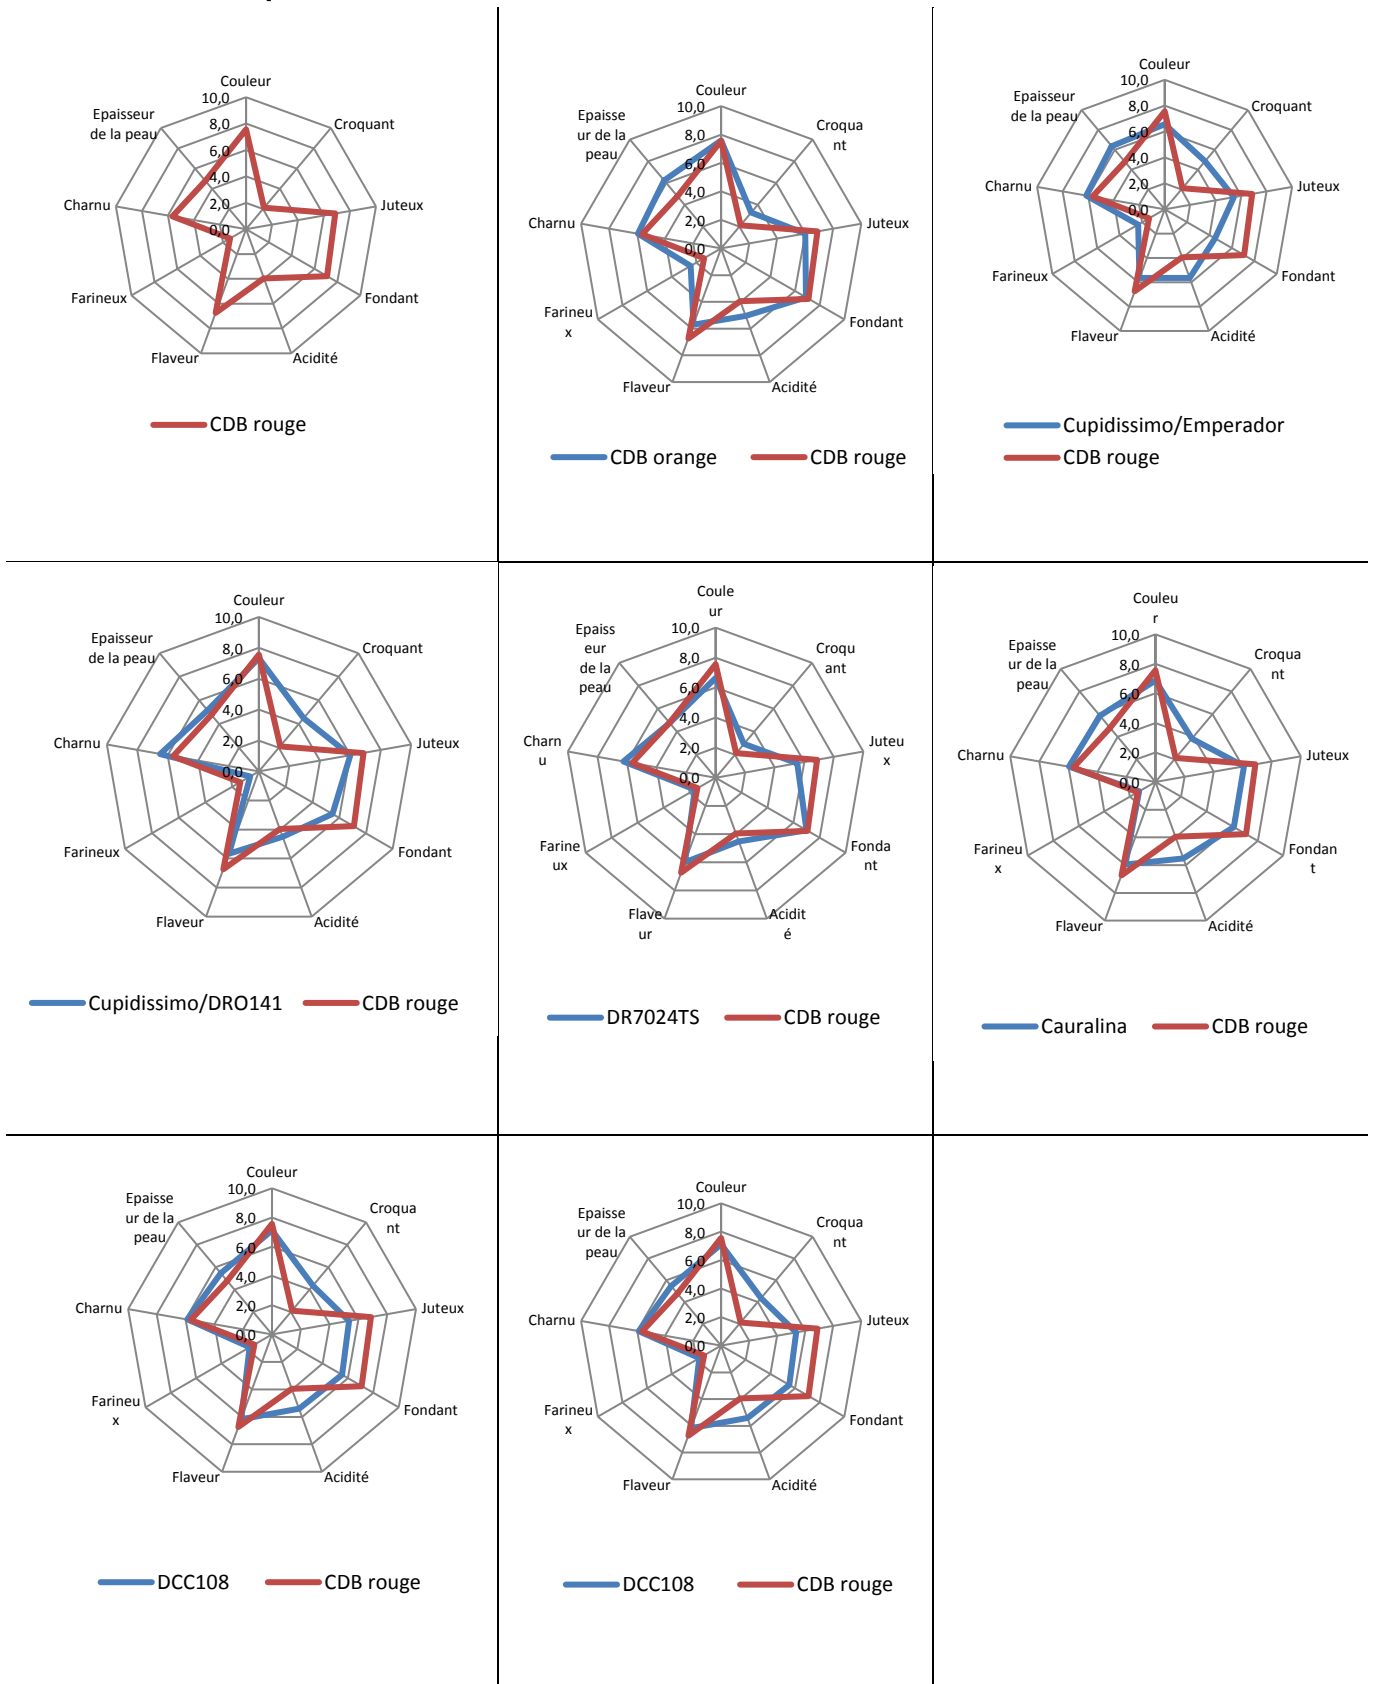 Couleur
10,0
Epaisseur
de la peau
Croquant
8,0
6,0
4,0
Charnu
Juteux
2,0
0,0
Farineux
Fondant
Flaveur
Acidité
CDB rouge
Couleur
10,0
Epaisse
ur de la
peau
Croqua
nt
8,0
6,0
4,0
Charnu
Juteux
2,0
0,0
Farineu
x
Fondant
Flaveur
Acidité
CDB orange
CDB rouge
Couleur
10,0
Epaisseur
de la peau
Croquant
8,0
6,0
4,0
Charnu
Juteux
2,0
0,0
Farineux
Fondant
Flaveur
Acidité
Cupidissimo/Emperador
CDB rouge
Couleur
10,0
Epaisseur
de la peau
Croquant
8,0
6,0
4,0
Charnu
Juteux
2,0
0,0
Farineux
Fondant
Flaveur
Acidité
Cupidissimo/DRO141
CDB rouge
Coule
ur
10,0
Epaiss
eur de la
peau
Croqu
ant
8,0
6,0
4,0
Charn
u
Juteu
x
2,0
0,0
Farine
ux
Fonda
nt
Flave
ur
Acidit
é
DR7024TS
CDB rouge
Couleu
r
10,0
Epaisse
ur de la
peau
Croqua
nt
8,0
6,0
4,0
Charnu
Juteux
2,0
0,0
Farineu
x
Fondan
t
Flaveur
Acidité
Cauralina
CDB rouge
Couleur
10,0
Epaisse
ur de la
peau
Croqua
nt
8,0
6,0
4,0
Charnu
Juteux
2,0
0,0
Farineu
x
Fondant
Flaveur
Acidité
DCC108
CDB rouge
Couleur
10,0
Epaisse
ur de la
peau
Croqua
nt
8,0
6,0
4,0
Charnu
Juteux
2,0
0,0
Farineu
x
Fondant
Flaveur
Acidité
DCC108
CDB rouge